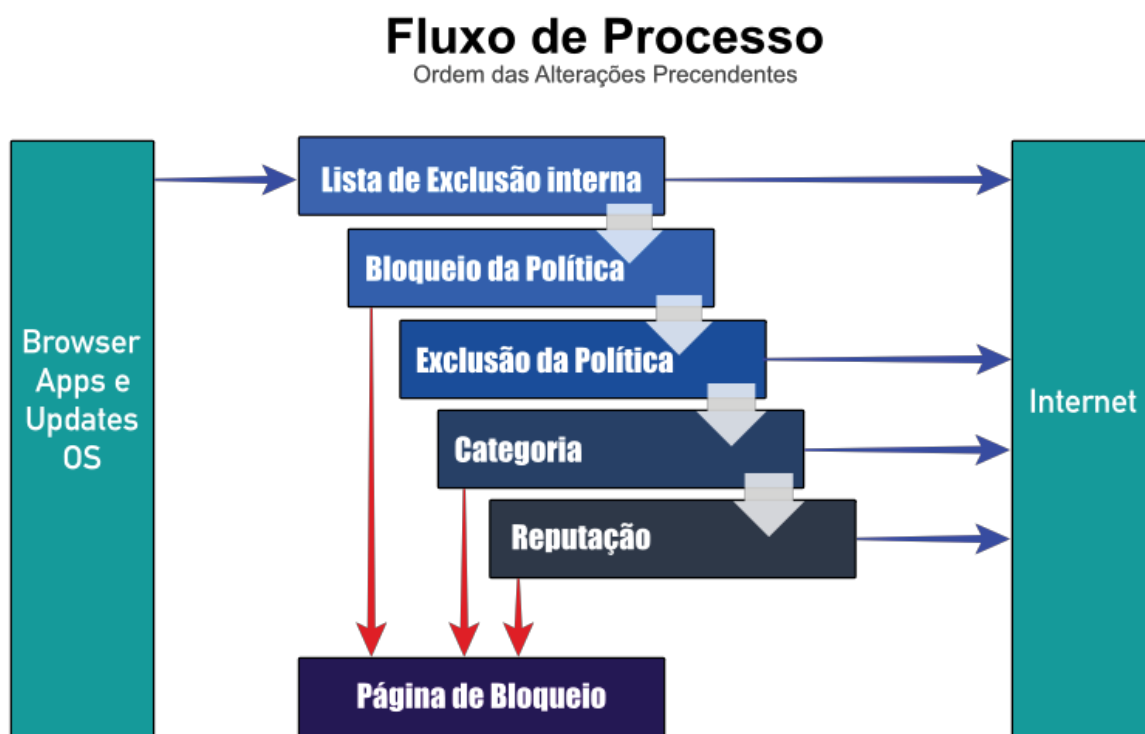 Fluxo de Processo
Ordem das Alterações Precendentes
Lista de Exclusão interna
Bloqueio da Política
Exclusão da Política
Categoria
Reputação
Página de Bloqueio
Browser
Apps e
Updates
OS
Internet